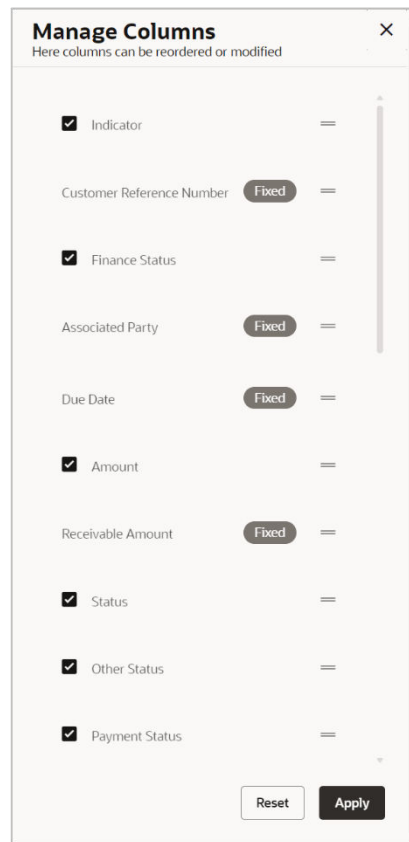 Manage Columns
Here columns can be reordered or modified
Indicator
Customer Reference Number Fixed
Finance Status
Associated Party Fixed
Due Date Fixed
Amount
Receivable Amount Fixed
Status
Other Status
Payment Status
Reset Apply